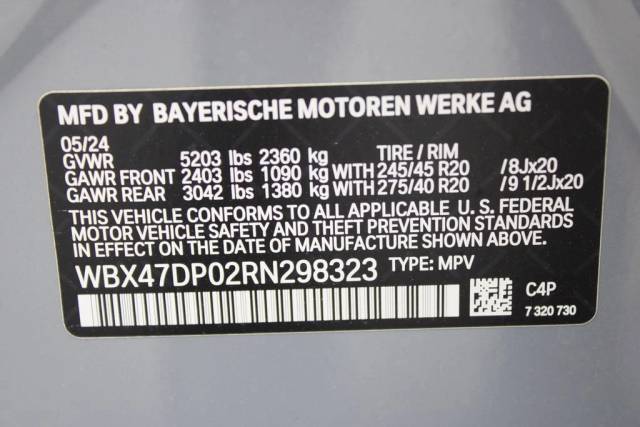 MFD BY BAYERISCHE MOTOREN WERKE AG
05/24
GVWR 5203 lbs 2360 kg TIRE / RIM
GAWR FRONT 2403 lbs 1090 kg WITH 245/45 R20 /8Jx20
GAWR REAR 3042 lbs 1380 kg WITH 275/40 R20 /9 1/2Jx20
THIS VEHICLE CONFORMS TO ALL APPLICABLE U. S. FEDERAL
MOTOR VEHICLE SAFETY AND THEFT PREVENTION STANDARDS
IN EFFECT ON THE DATE OF MANUFACTURE SHOWN ABOVE.
WBX47DP02RN298323 TYPE: MPV
C4P
7 320 730